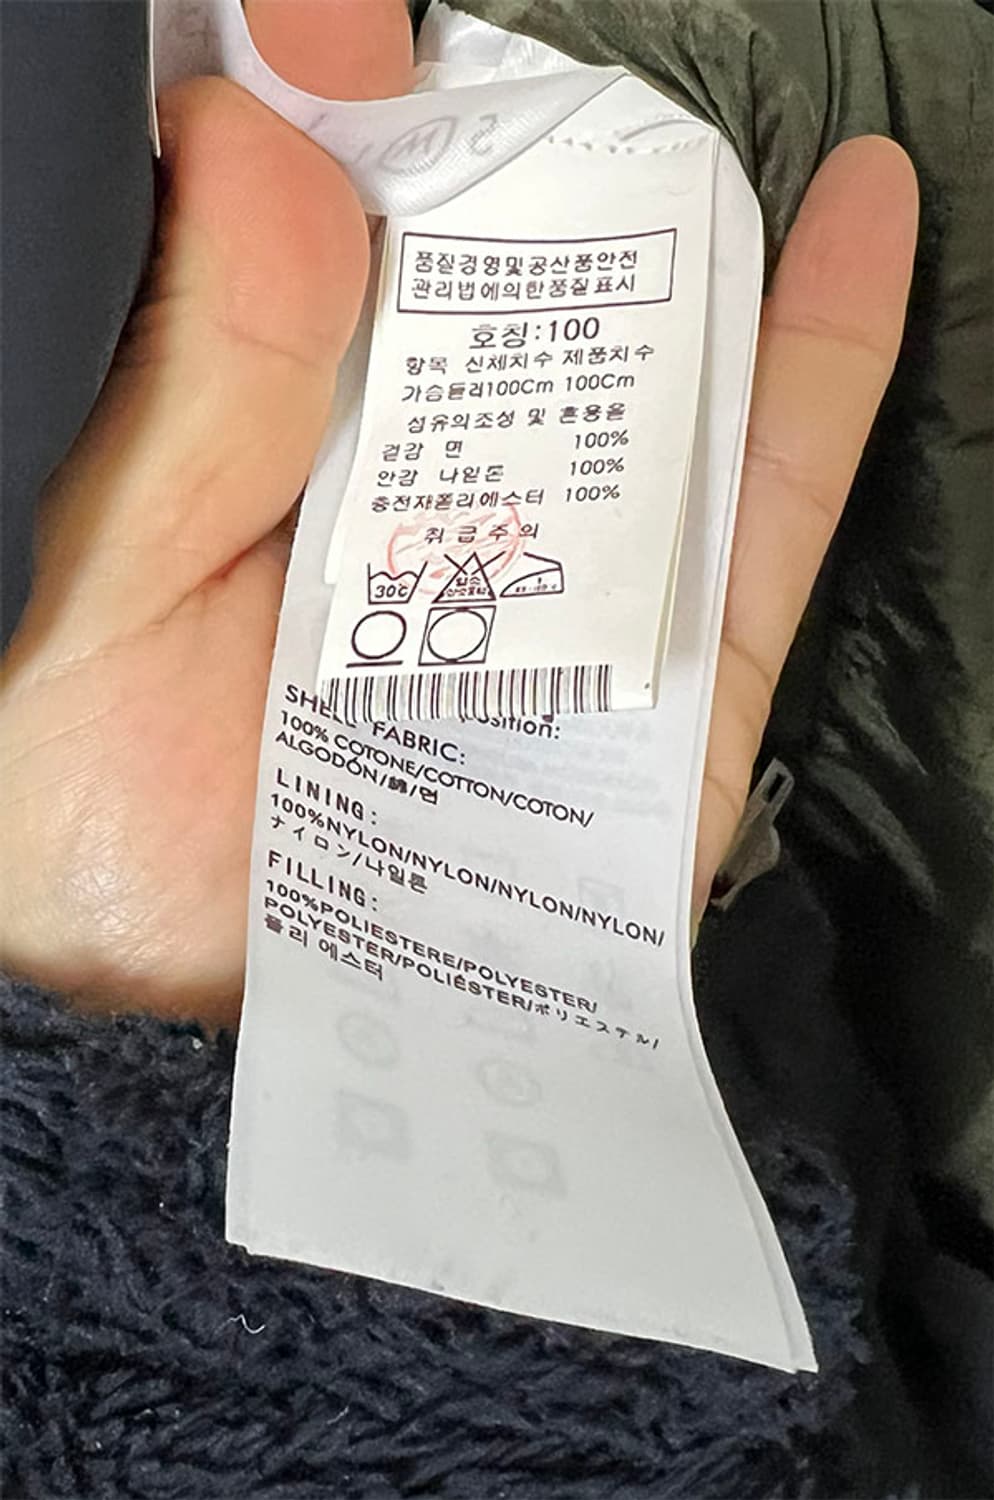 품질경영및공산품안전
관리법에의한품질표시
호칭:100
항목 신체치수 제품치수
가슴둘레100Cm 100Cm
섬유의조성 및 혼용율
겉감 면 100%
안감 나일론 100%
충전재폴리에스터 100%
취급주의
30℃
염소
SHELL FABRIC:
100% COTONE/COTTON/COTON/
ALGODÓN/綿/면
LINING:
100%NYLON/NYLON/NYLON/NYLON/
ナイロン/나일론
FILLING:
100%POLIESTERE/POLYESTER/
POLYESTER/POLIÉSTER/ポリエステル/
폴리 에스터